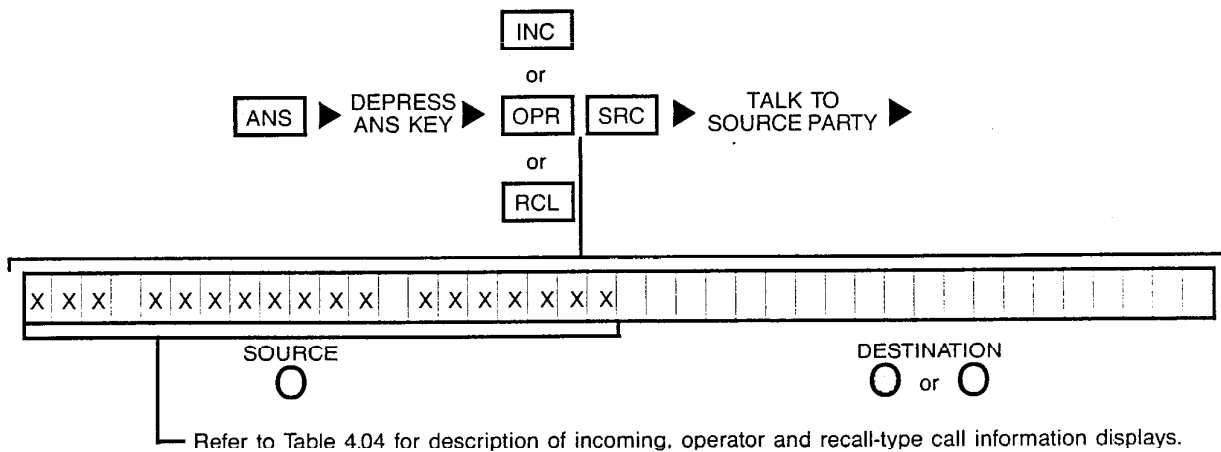 INC
or
ANS ▶ DEPRESS ANS KEY ▶ OPR SRC ▶ TALK TO SOURCE PARTY ▶
or
RCL
X X X X X X X X X X X X X X X X X X
SOURCE DESTINATION
O O or O
Refer to Table 4.04 for description of incoming, operator and recall-type call information displays.